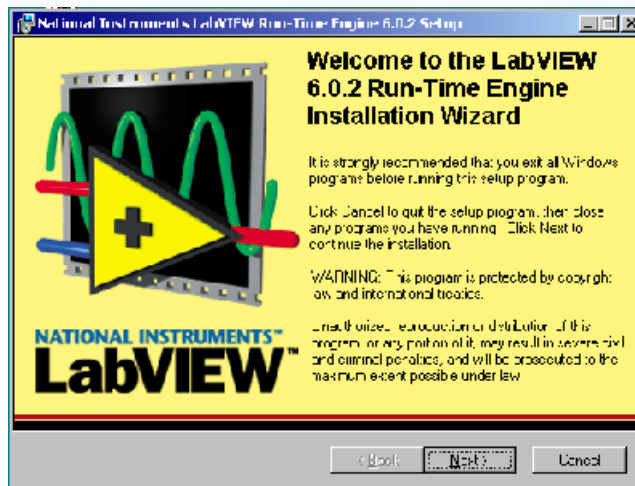 National Instruments LabVIEW Run-Time Engine 6.0.2 Setup
Welcome to the LabVIEW
6.0.2 Run-Time Engine
Installation Wizard
It is strongly recommended that you exit all Windows
programs before running this setup program.
Click Cancel to quit the setup program, then close
any programs you have running. Click Next to
continue the installation.
WARNING: This program is protected by copyright
law and international treaties.
Unauthorized reproduction or distribution of this
program, or any portion of it, may result in severe civil
and criminal penalties, and will be prosecuted to the
maximum extent possible under law.
NATIONAL INSTRUMENTS™
LabVIEW™
< Back
Next >
Cancel